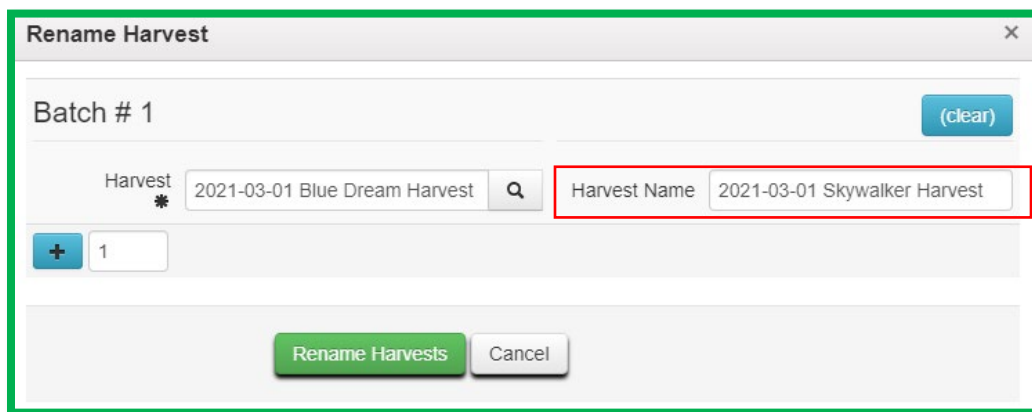 Rename Harvest ×
Batch # 1 (clear)
Harvest ✱ 2021-03-01 Blue Dream Harvest Harvest Name 2021-03-01 Skywalker Harvest
+ 1
Rename Harvests Cancel